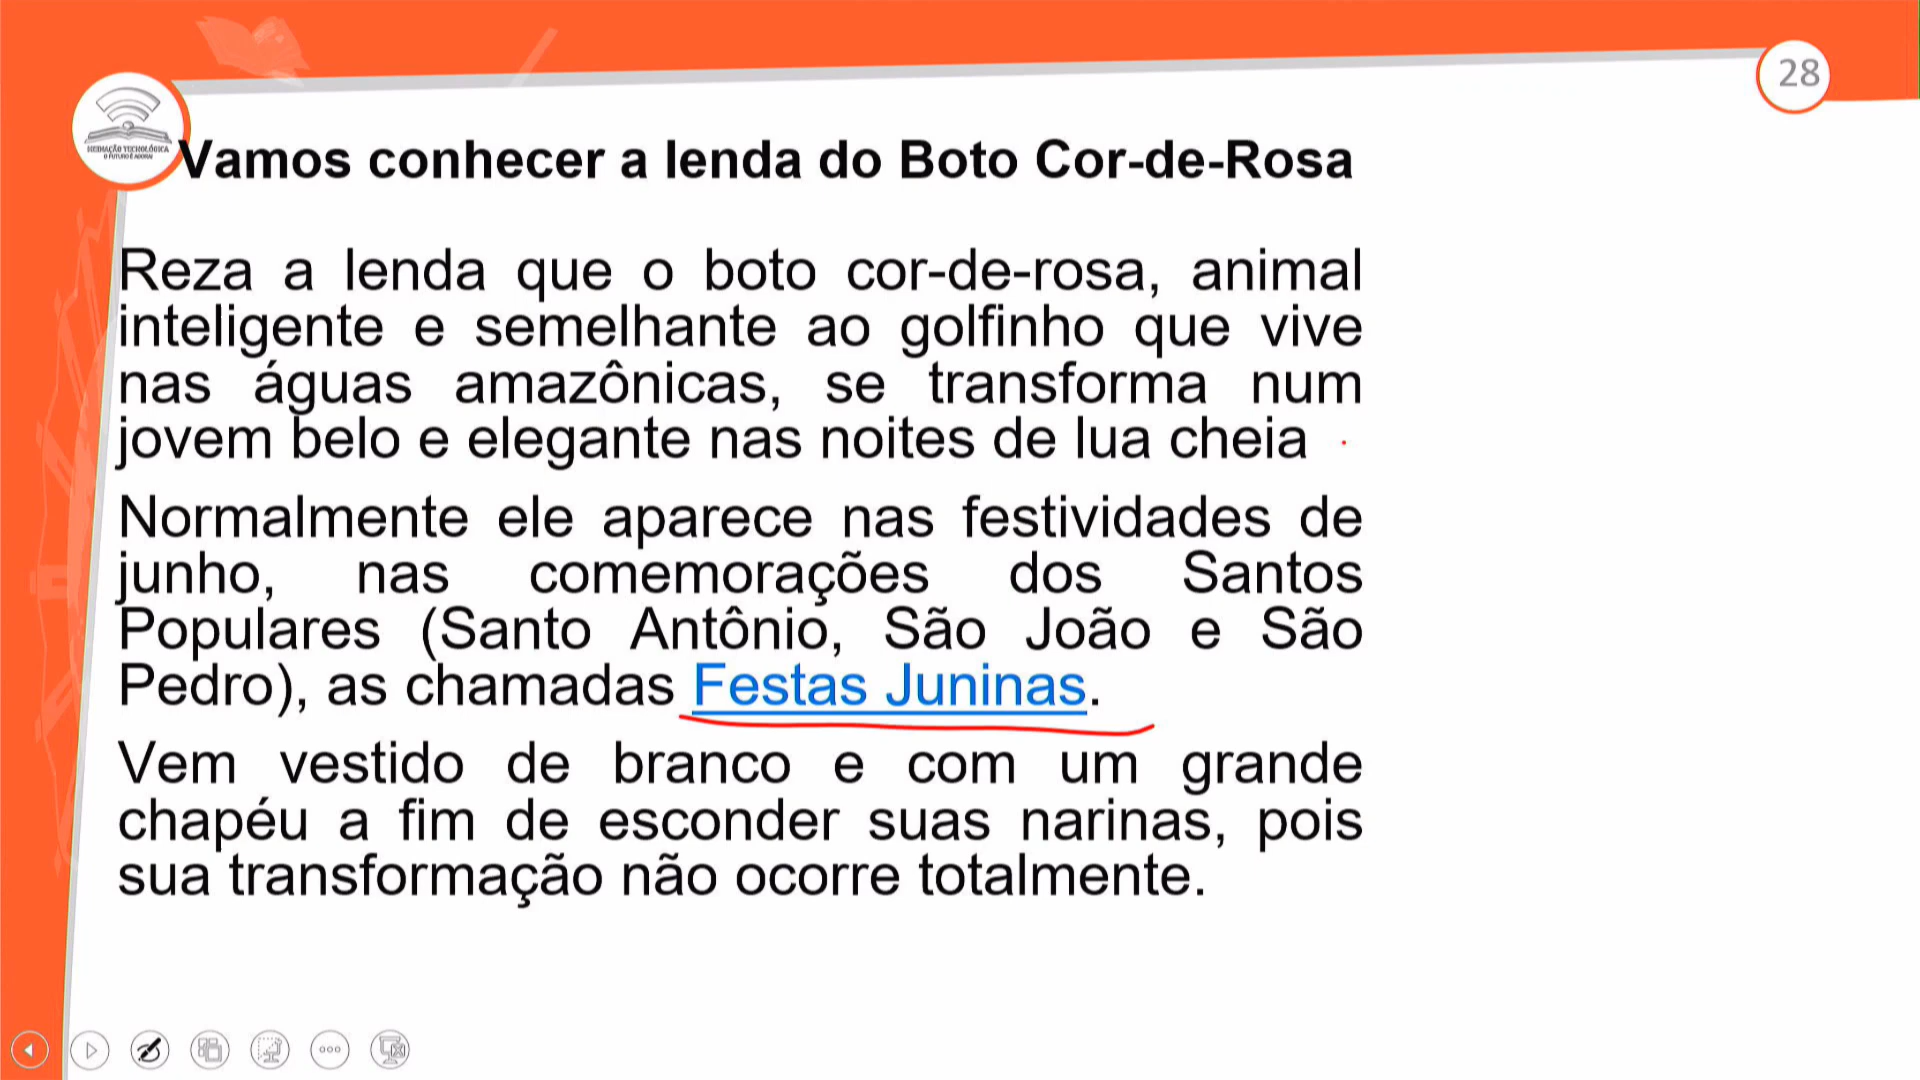 28
MEDIAÇÃO TECNOLÓGICA
O FUTURO É AGORA!
Vamos conhecer a lenda do Boto Cor-de-Rosa
Reza a lenda que o boto cor-de-rosa, animal
inteligente e semelhante ao golfinho que vive
nas águas amazônicas, se transforma num
jovem belo e elegante nas noites de lua cheia
Normalmente ele aparece nas festividades de
junho, nas comemorações dos Santos
Populares (Santo Antônio, São João e São
Pedro), as chamadas Festas Juninas.
Vem vestido de branco e com um grande
chapéu a fim de esconder suas narinas, pois
sua transformação não ocorre totalmente.